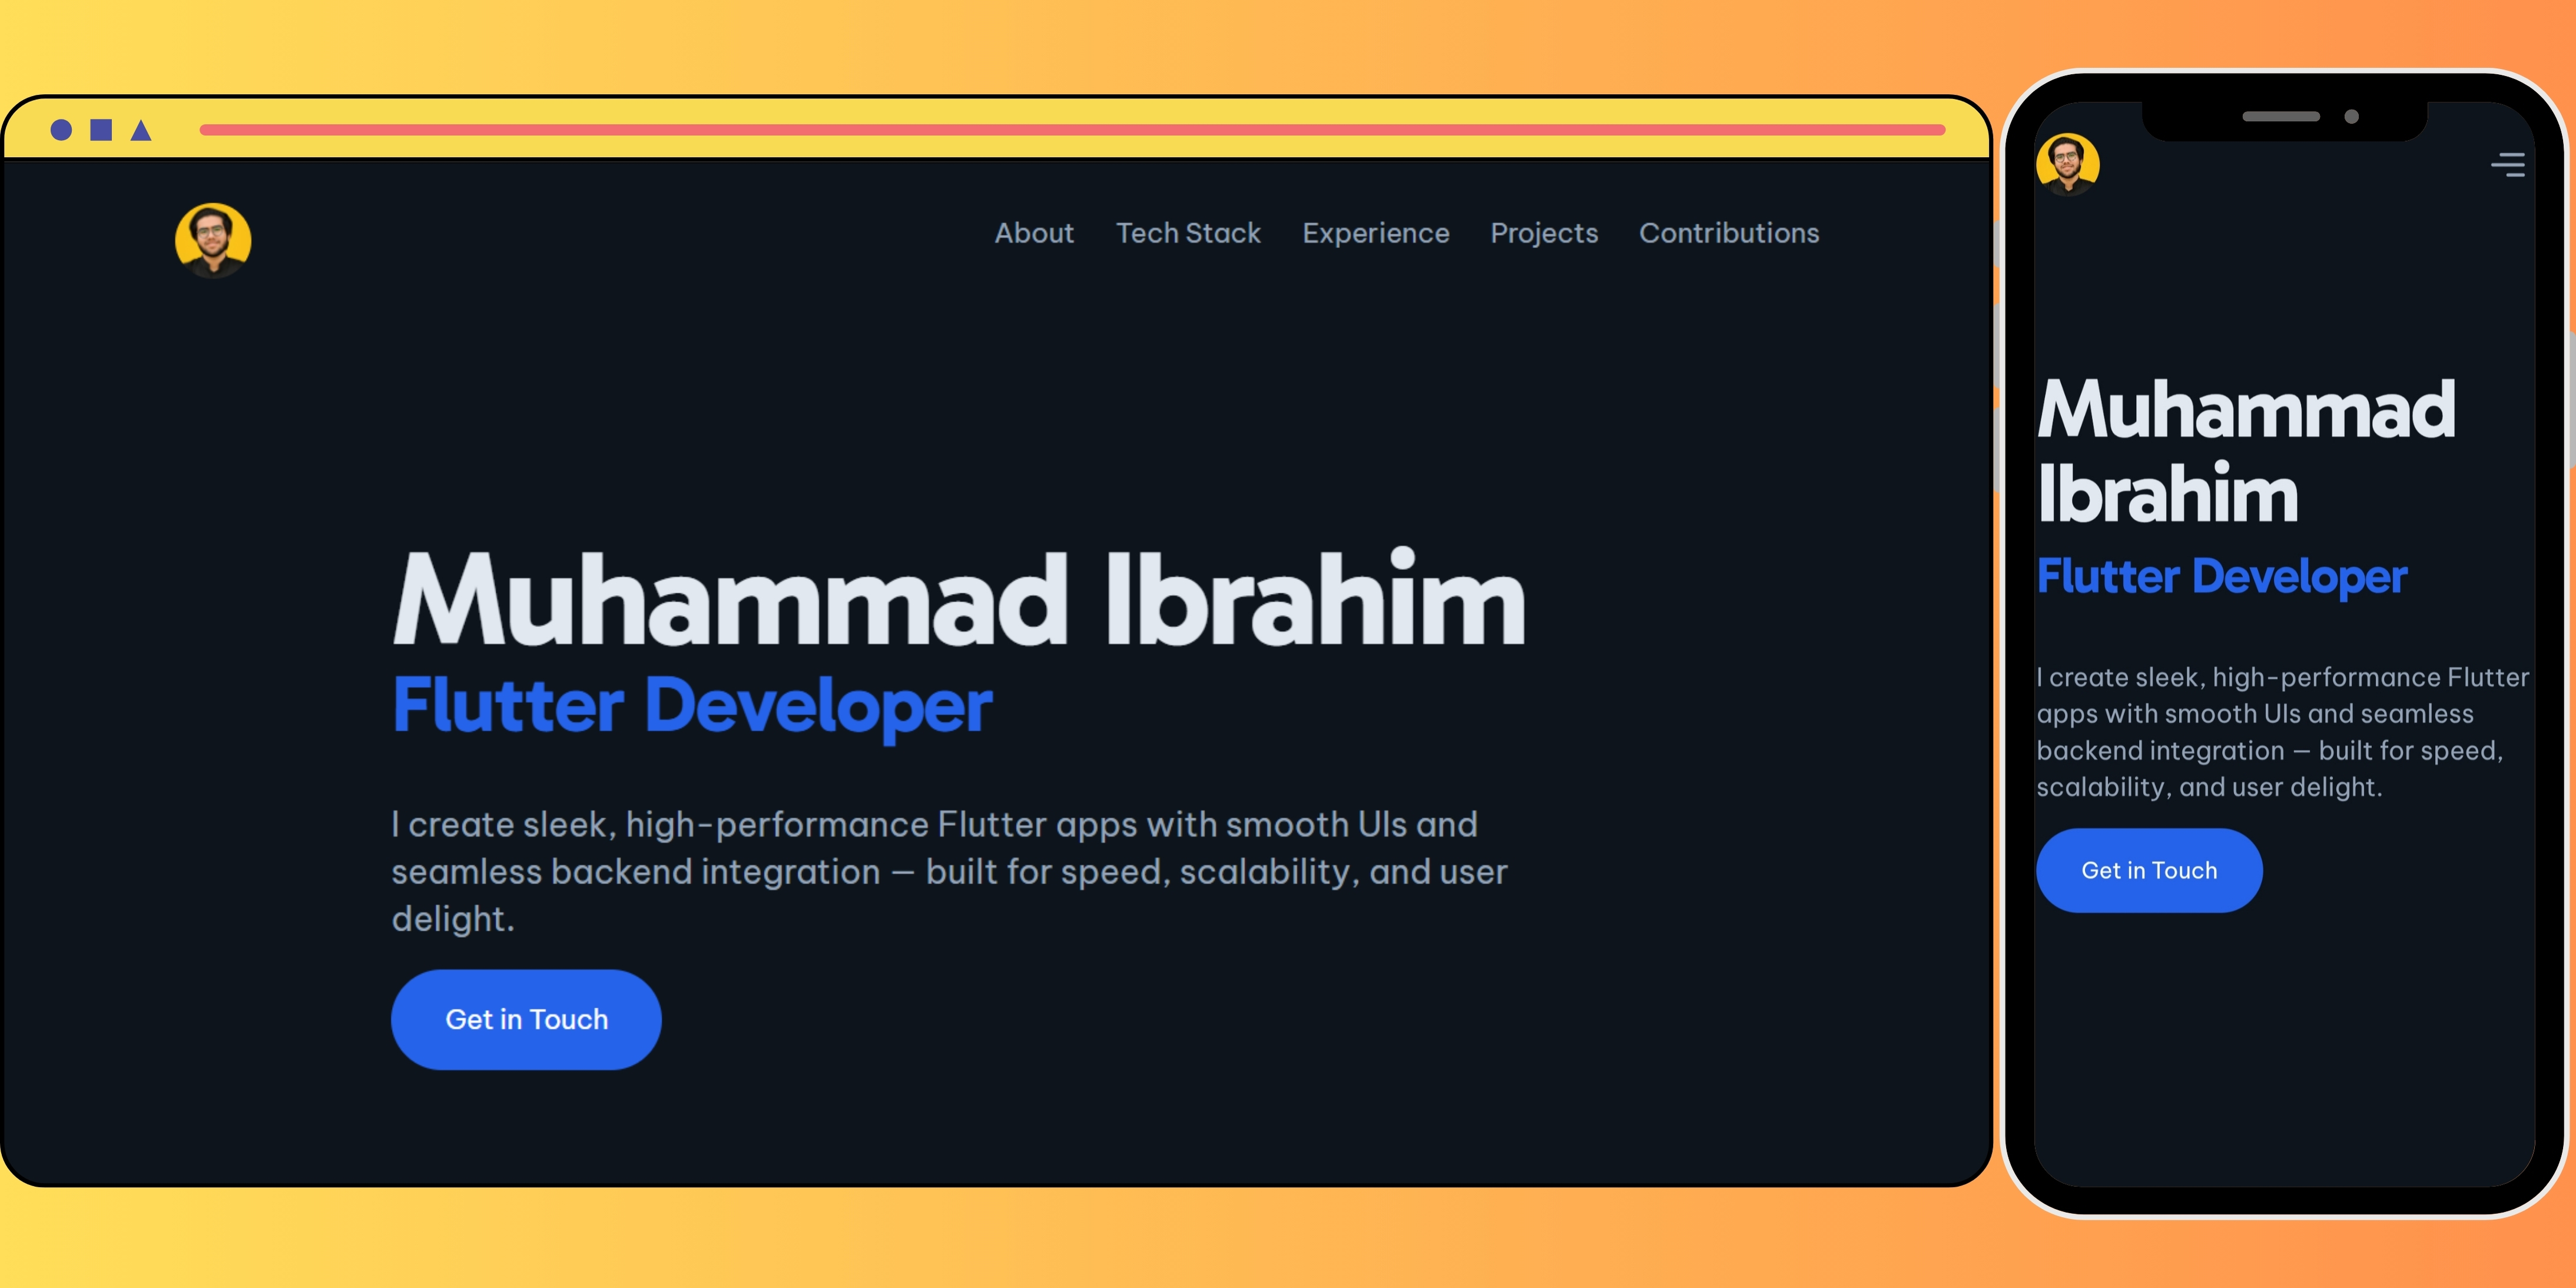 About Tech Stack Experience Projects Contributions
Muhammad Ibrahim
Flutter Developer
I create sleek, high-performance Flutter apps with smooth UIs and
seamless backend integration — built for speed, scalability, and user
delight.
Get in Touch
Muhammad
Ibrahim
Flutter Developer
I create sleek, high-performance Flutter
apps with smooth UIs and seamless
backend integration — built for speed,
scalability, and user delight.
Get in Touch